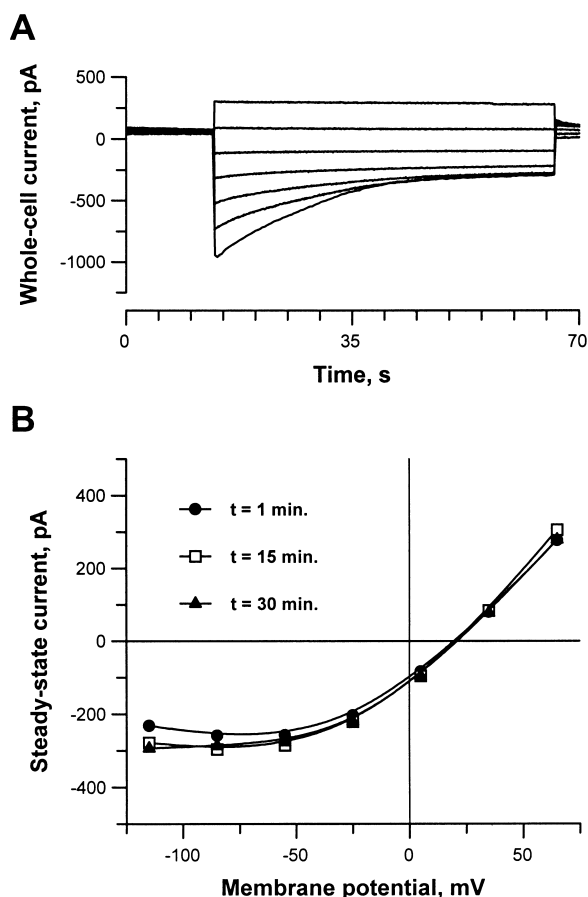 A
Whole-cell current, pA
500
0
-500
-1000
0
35
70
Time, s
B
Steady-state current, pA
400
200
0
-200
-400
t = 1 min.
t = 15 min.
t = 30 min.
-100
-50
0
50
Membrane potential, mV